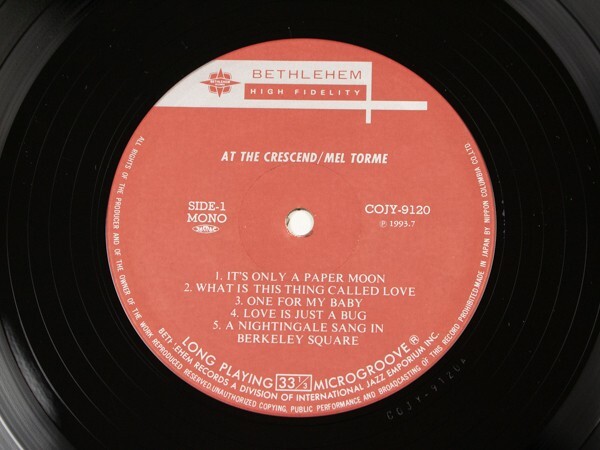 BETHLEHEM
HIGH FIDELITY
AT THE CRESCEND/MEL TORME
SIDE-1
MONO
COJY-9120
℗ 1993.7
1. IT'S ONLY A PAPER MOON
2. WHAT IS THIS THING CALLED LOVE
3. ONE FOR MY BABY
4. LOVE IS JUST A BUG
5. A NIGHTINGALE SANG IN
BERKELEY SQUARE
LONG PLAYING 33⅓ MICROGROOVE®
BETHLEHEM RECORDS A DIVISION OF INTERNATIONAL JAZZ EMPORIUM INC.
ALL RIGHTS OF THE PRODUCER AND OF THE OWNER OF THE WORK REPRODUCED RESERVED.UNAUTHORIZED COPYING, PUBLIC PERFORMANCE AND BROADCASTING OF THIS RECORD PROHIBITED.MADE IN JAPAN BY NIPPON COLUMBIA CO.,LTD.